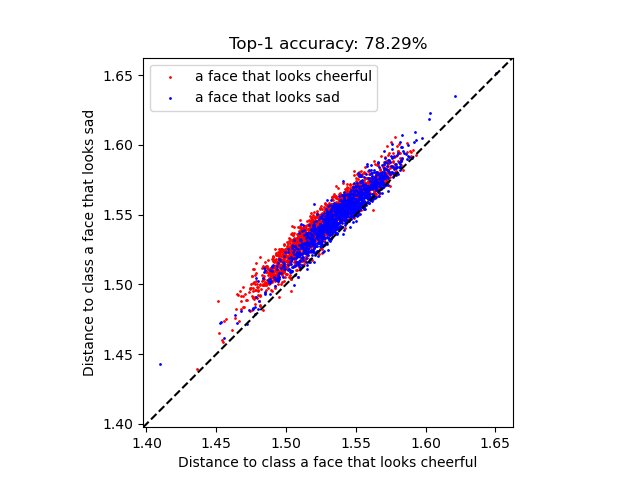 Top-1 accuracy: 78.29%
a face that looks cheerful
a face that looks sad
Distance to class a face that looks sad
1.65
1.60
1.55
1.50
1.45
1.40
1.40 1.45 1.50 1.55 1.60 1.65
Distance to class a face that looks cheerful